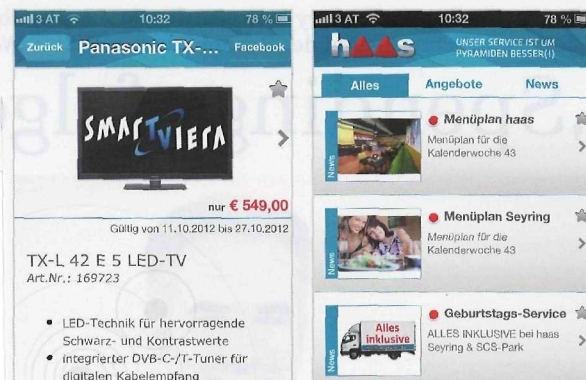 3 AT 10:32 78 %
Zurück Panasonic TX-... Facebook
SMARTVIERA
nur € 549,00
Gültig von 11.10.2012 bis 27.10.2012
TX-L 42 E 5 LED-TV
Art.Nr.: 169723
• LED-Technik für hervorragende
Schwarz- und Kontrastwerte
• integrierter DVB-C-/T-Tuner für
digitalen Kabelempfang
3 AT 10:32 78 %
haas
UNSER SERVICE IST UM
PYRAMIDEN BESSER(!)
Alles Angebote News
News
Menüplan haas
Menüplan für die
Kalenderwoche 43
News
Menüplan Seyring
Menüplan für die
Kalenderwoche 43
News
Alles
inklusive
Geburtstags-Service
ALLES INKLUSIVE bei haas
Seyring & SCS-Park